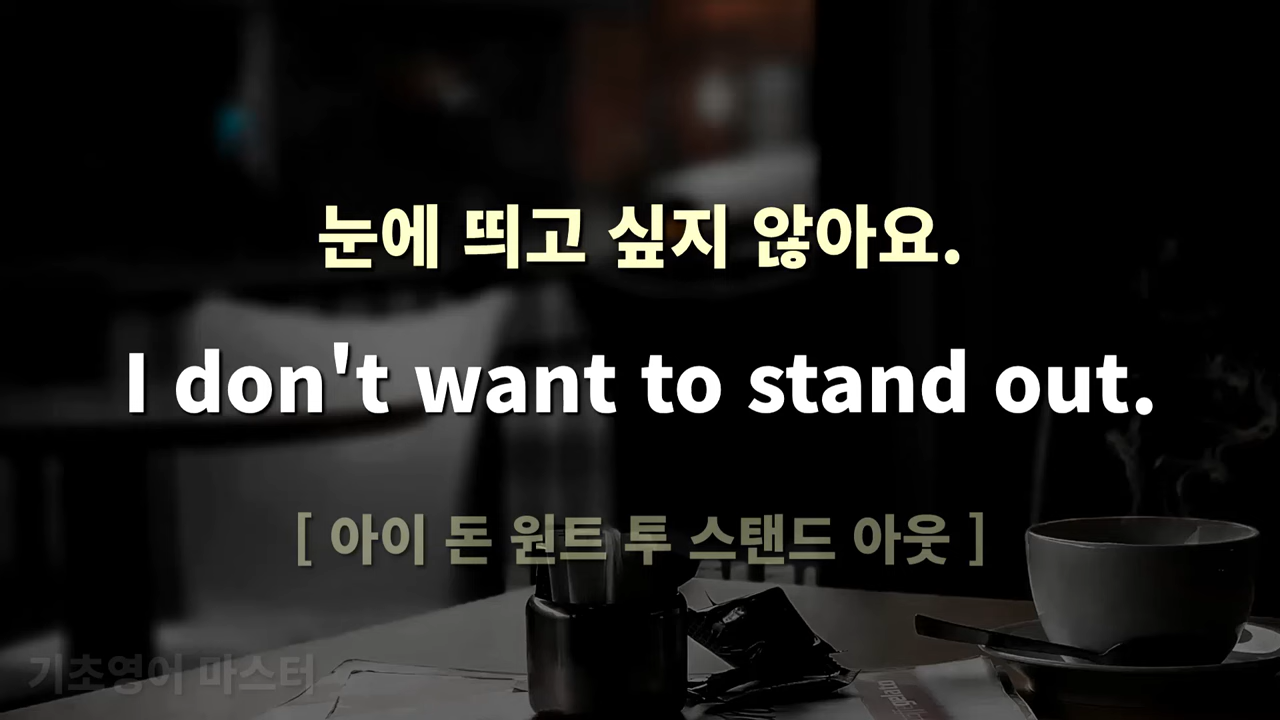 눈에 띄고 싶지 않아요.
I don't want to stand out.
[ 아이 돈 원트 투 스탠드 아웃 ]
기초영어 마스터